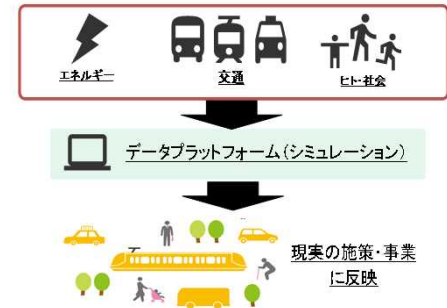 エネルギー
交通
ヒト・社会
データプラットフォーム(シミュレーション)
現実の施策・事業
に反映